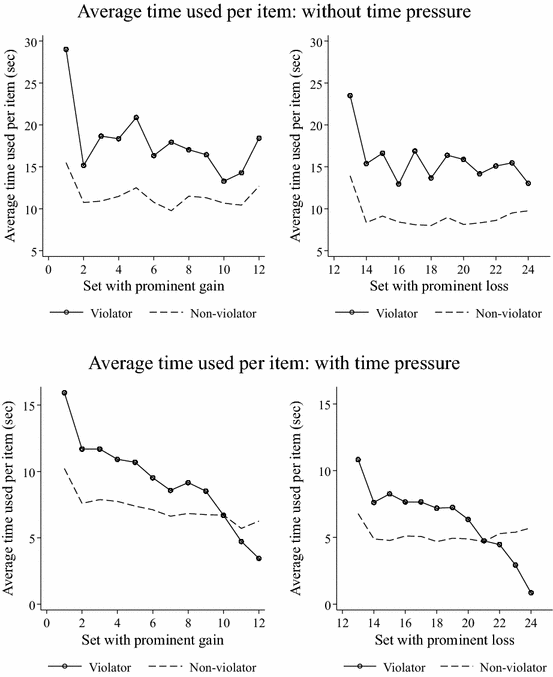 Average time used per item: without time pressure
Average time used per item (sec)
30
25
20
15
10
5
0 2 4 6 8 10 12
Set with prominent gain
Violator Non-violator
Average time used per item (sec)
30
25
20
15
10
5
12 14 16 18 20 22 24
Set with prominent loss
Violator Non-violator
Average time used per item: with time pressure
Average time used per item (sec)
15
10
5
0
0 2 4 6 8 10 12
Set with prominent gain
Violator Non-violator
Average time used per item (sec)
15
10
5
0
12 14 16 18 20 22 24
Set with prominent loss
Violator Non-violator